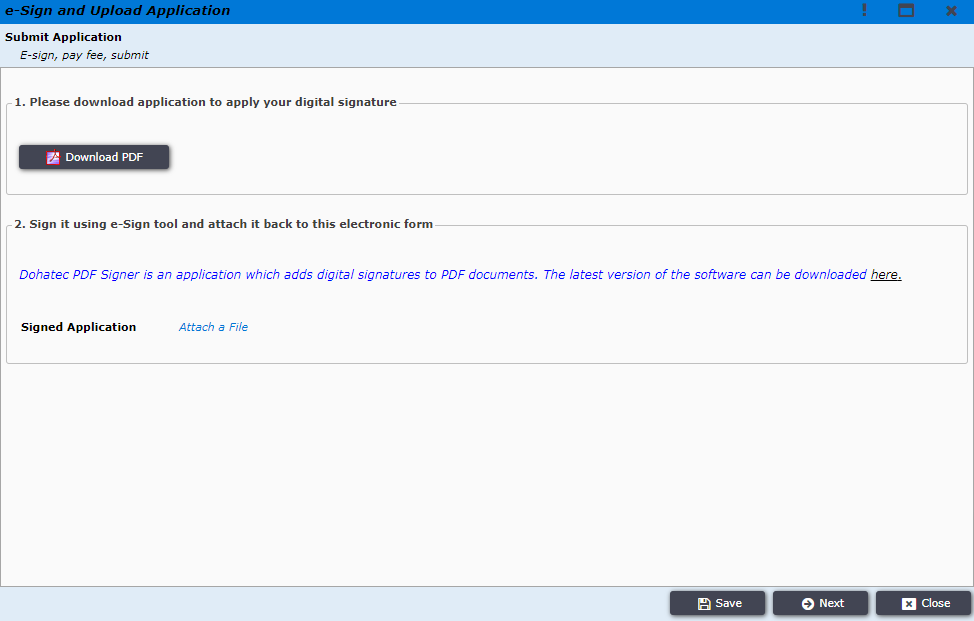 e-Sign and Upload Application
Submit Application
E-sign, pay fee, submit
1. Please download application to apply your digital signature
Download PDF
2. Sign it using e-Sign tool and attach it back to this electronic form
Dohatec PDF Signer is an application which adds digital signatures to PDF documents. The latest version of the software can be downloaded here.
Signed Application Attach a File
Save Next Close